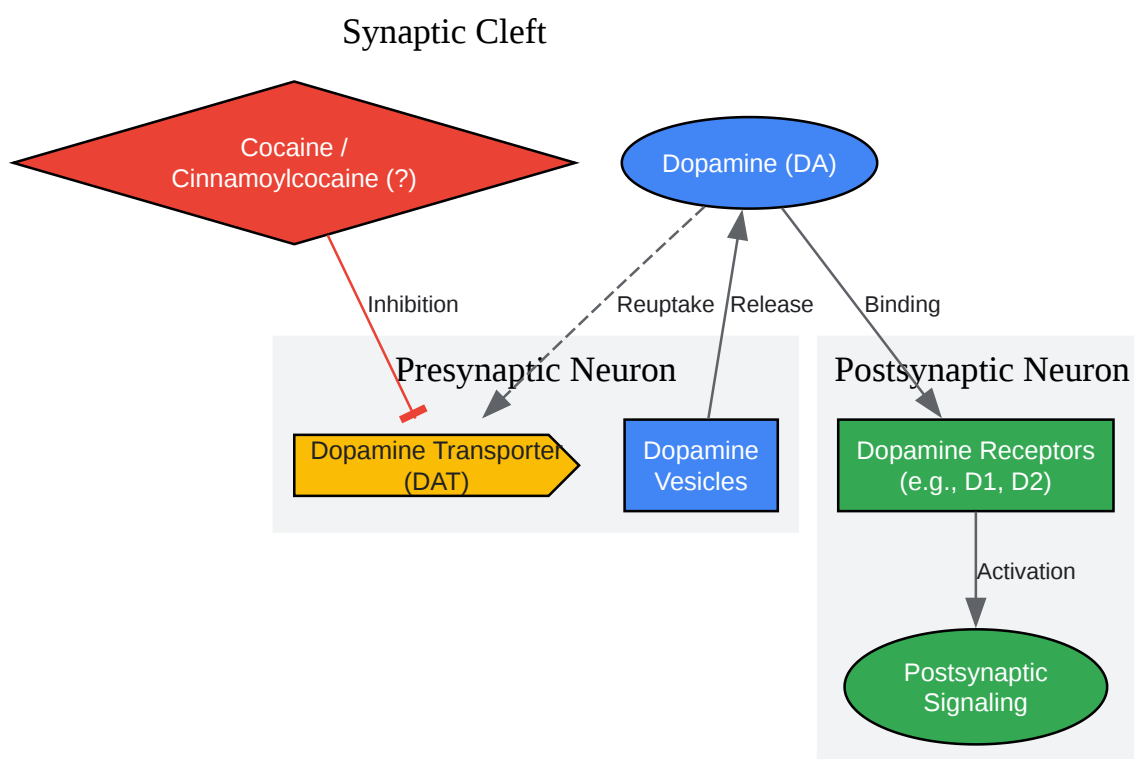 Synaptic Cleft
Cocaine /
Cinnamoylcocaine (?)
Dopamine (DA)
Inhibition
Reuptake
Release
Binding
Presynaptic Neuron
Postsynaptic Neuron
Dopamine Transporter
(DAT)
Dopamine
Vesicles
Dopamine Receptors
(e.g., D1, D2)
Activation
Postsynaptic
Signaling